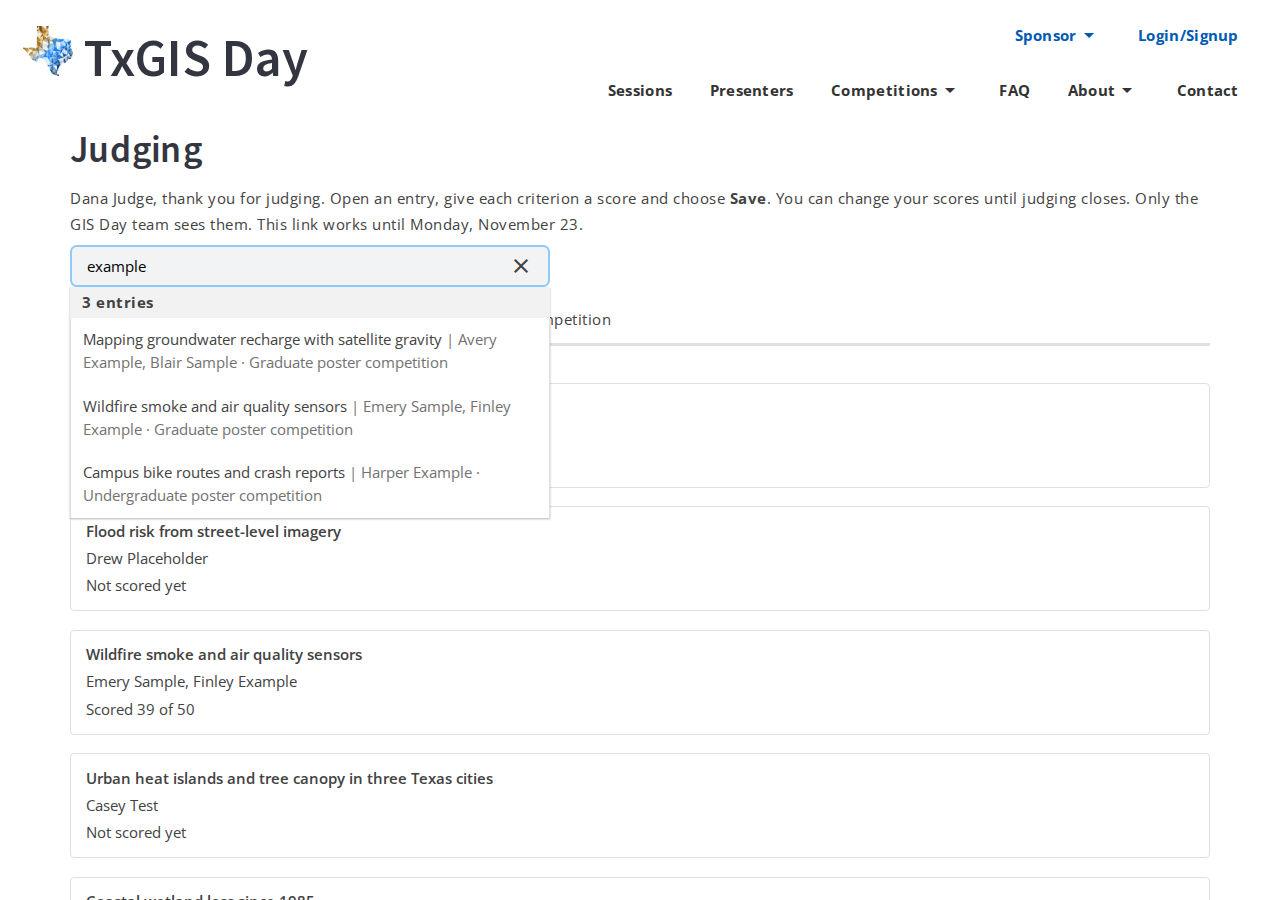 TxGIS Day
Sponsor
Login/Signup
Sessions
Presenters
Competitions
FAQ
About
Contact
Judging
Dana Judge, thank you for judging. Open an entry, give each criterion a score and choose Save. You can change your scores until judging closes. Only the
GIS Day team sees them. This link works until Monday, November 23.
example
3 entries
Mapping groundwater recharge with satellite gravity | Avery
Example, Blair Sample · Graduate poster competition
Wildfire smoke and air quality sensors | Emery Sample, Finley
Example · Graduate poster competition
Campus bike routes and crash reports | Harper Example ·
Undergraduate poster competition
Flood risk from street-level imagery
Drew Placeholder
Not scored yet
Wildfire smoke and air quality sensors
Emery Sample, Finley Example
Scored 39 of 50
Urban heat islands and tree canopy in three Texas cities
Casey Test
Not scored yet
Coastal wetland loss since 1985